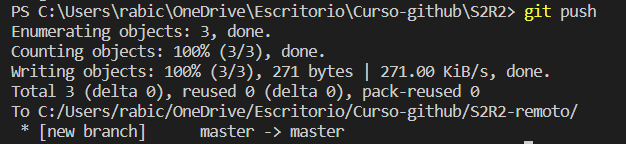 PS C:\Users\rabic\OneDrive\Escritorio\Curso-github\S2R2> git push
Enumerating objects: 3, done.
Counting objects: 100% (3/3), done.
Writing objects: 100% (3/3), 271 bytes | 271.00 KiB/s, done.
Total 3 (delta 0), reused 0 (delta 0), pack-reused 0
To C:/Users/rabic/OneDrive/Escritorio/Curso-github/S2R2-remoto/
 * [new branch]      master -> master